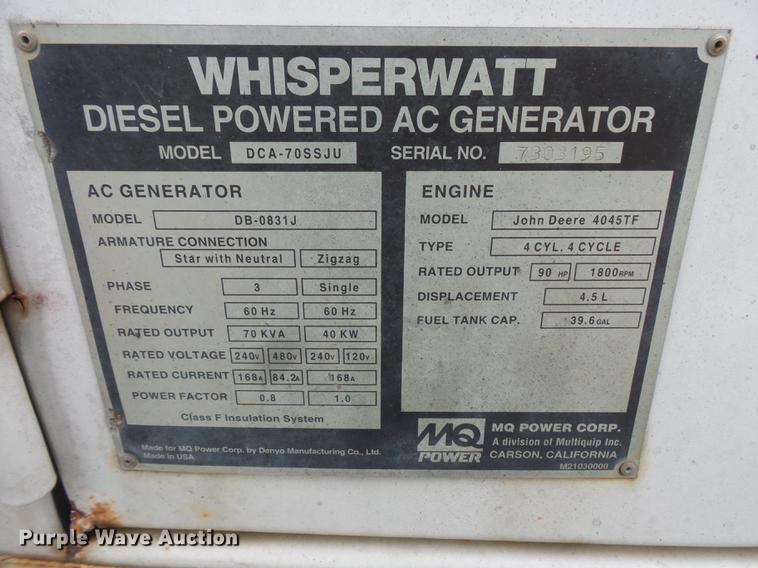 WHISPERWATT
DIESEL POWERED AC GENERATOR
MODEL DCA-70SSJU SERIAL NO. 7303195
AC GENERATOR
MODEL DB-0831J
ARMATURE CONNECTION
Star with Neutral Zigzag
PHASE 3 Single
FREQUENCY 60 Hz 60 Hz
RATED OUTPUT 70 KVA 40 KW
RATED VOLTAGE 240V 480V 240V 120V
RATED CURRENT 168A 84.2A 168A
POWER FACTOR 0.8 1.0
Class F Insulation System
Made for MQ Power Corp. by Denyo Manufacturing Co., Ltd.
Made in USA
ENGINE
MODEL John Deere 4045TF
TYPE 4 CYL. 4 CYCLE
RATED OUTPUT 90 HP 1800RPM
DISPLACEMENT 4.5 L
FUEL TANK CAP. 39.6GAL
MQ
POWER
MQ POWER CORP.
A division of Multiquip Inc.
CARSON, CALIFORNIA
M21030000
Purple Wave Auction